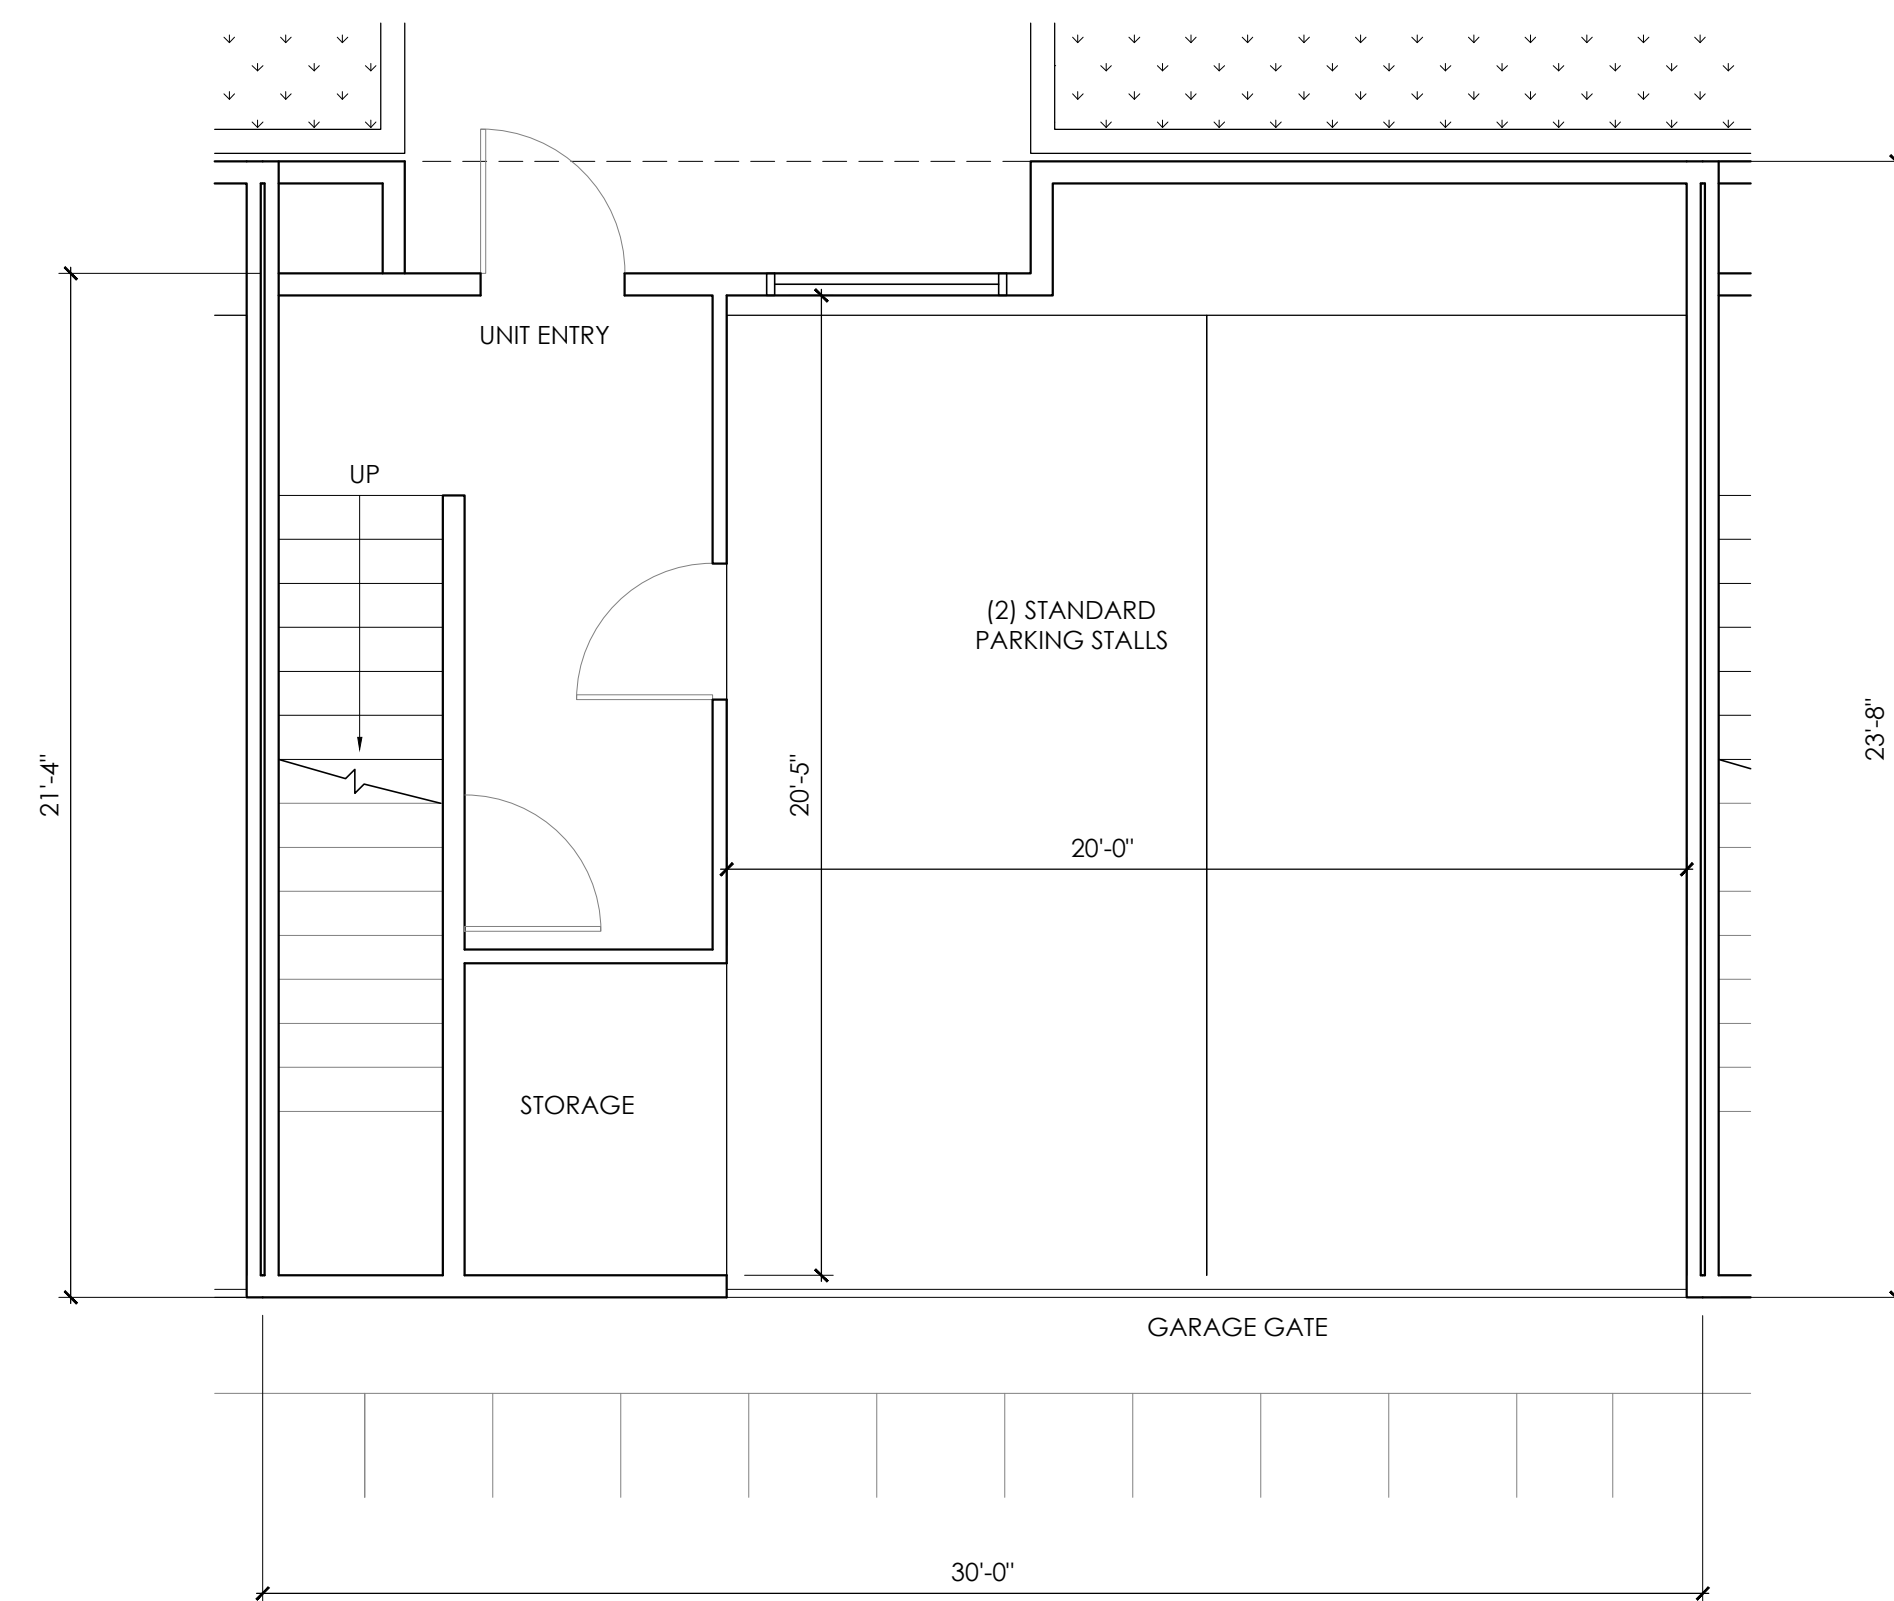 UNIT ENTRY
UP
(2) STANDARD
PARKING STALLS
21'-4"
20'-5"
23'-8"
20'-0"
STORAGE
GARAGE GATE
30'-0"